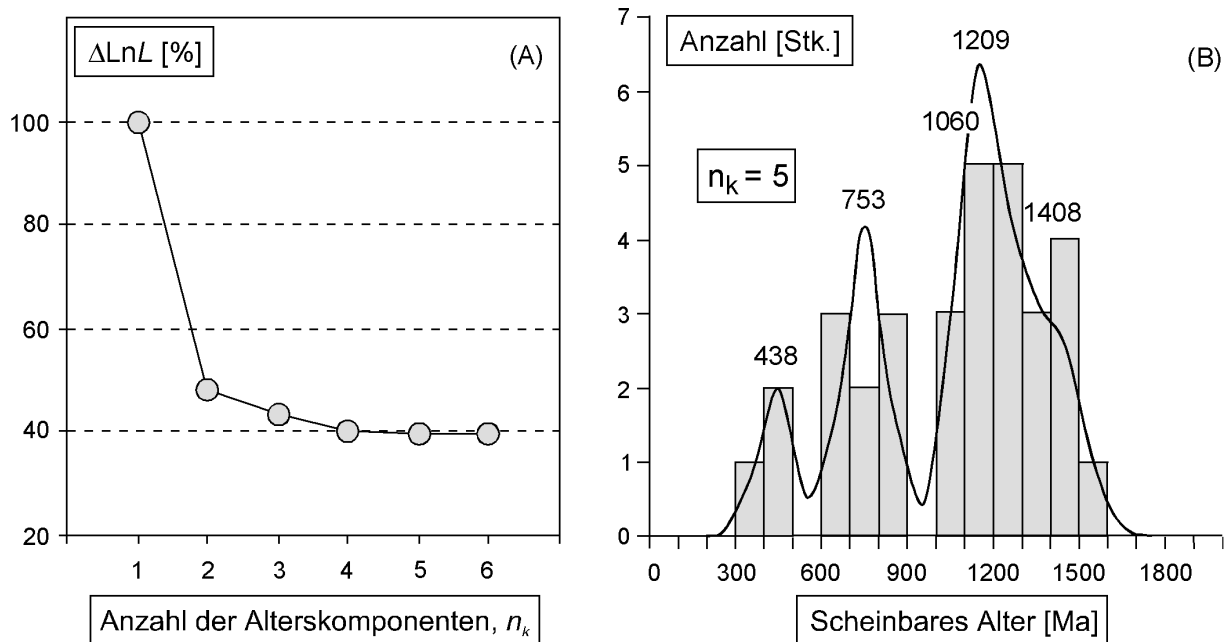 ΔLnL [%]
(A)
100
80
60
40
20
1 2 3 4 5 6
Anzahl der Alterskomponenten, nk
Anzahl [Stk.]
(B)
7
6
5
4
3
2
1
0
nk = 5
438
753
1060
1209
1408
0 300 600 900 1200 1500 1800
Scheinbares Alter [Ma]